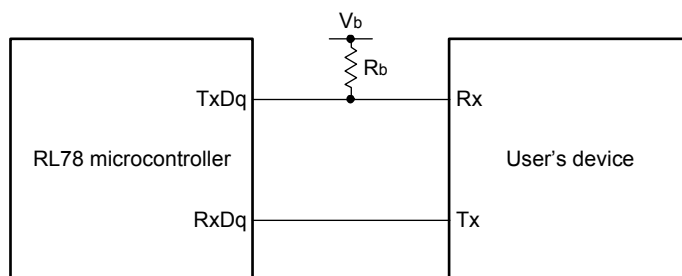 Vb
Rb
TxDq
Rx
RL78 microcontroller
User’s device
RxDq
Tx